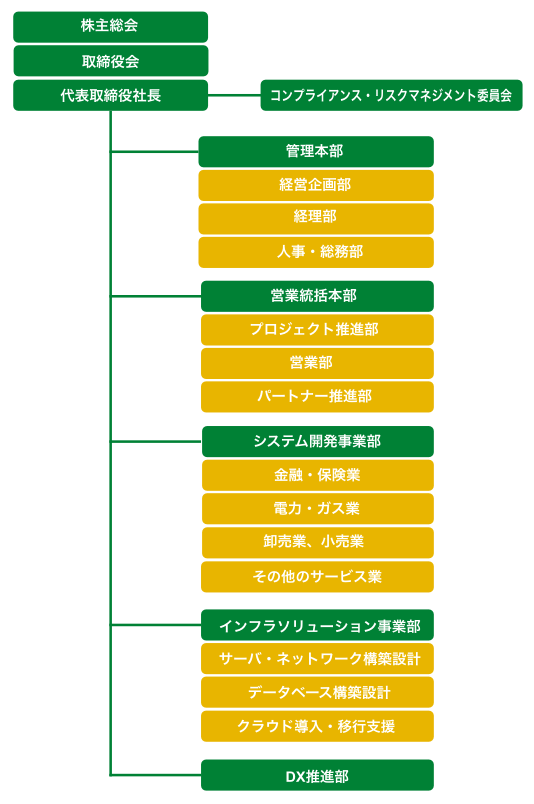 株主総会
取締役会
代表取締役社長
コンプライアンス・リスクマネジメント委員会
管理本部
経営企画部
経理部
人事・総務部
営業統括本部
プロジェクト推進部
営業部
パートナー推進部
システム開発事業部
金融・保険業
電力・ガス業
卸売業、小売業
その他のサービス業
インフラソリューション事業部
サーバ・ネットワーク構築設計
データベース構築設計
クラウド導入・移行支援
DX推進部